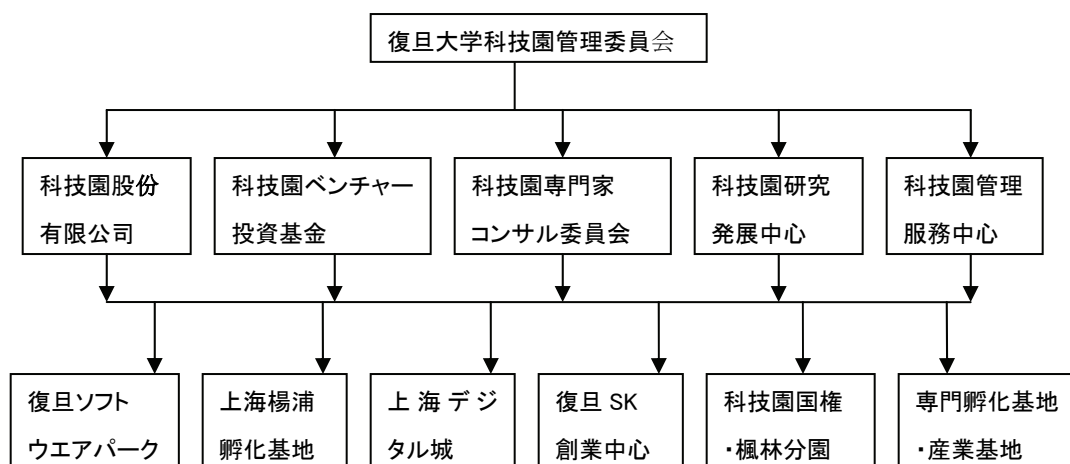 復旦大学科技園管理委員会
科技園股份
有限公司
科技園ベンチャー
投資基金
科技園専門家
コンサル委員会
科技園研究
発展中心
科技園管理
服務中心
復旦ソフト
ウエアパーク
上海楊浦
孵化基地
上 海 デ ジ
タル城
復旦 SK
創業中心
科技園国権
・楓林分園
専門孵化基地
・産業基地